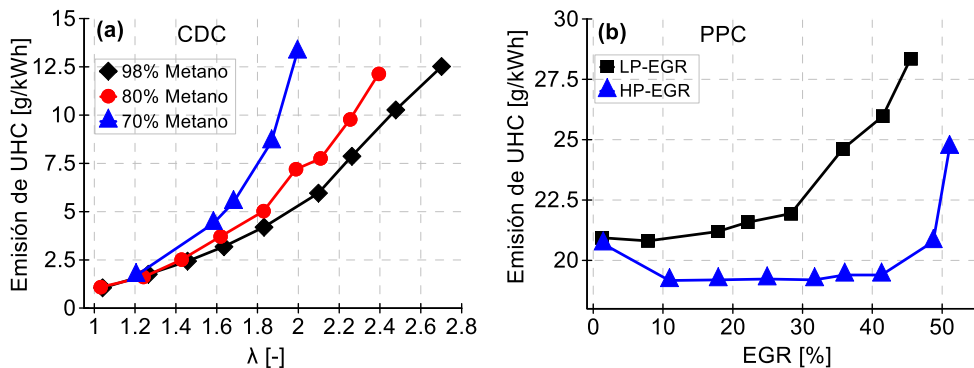 (a) CDC
Emisión de UHC [g/kWh]
15
12.5
10
7.5
5
2.5
0
98% Metano
80% Metano
70% Metano
1 1.2 1.4 1.6 1.8 2 2.2 2.4 2.6 2.8
λ [-]
(b) PPC
Emisión de UHC [g/kWh]
30
27.5
25
22.5
20
LP-EGR
HP-EGR
0 10 20 30 40 50
EGR [%]